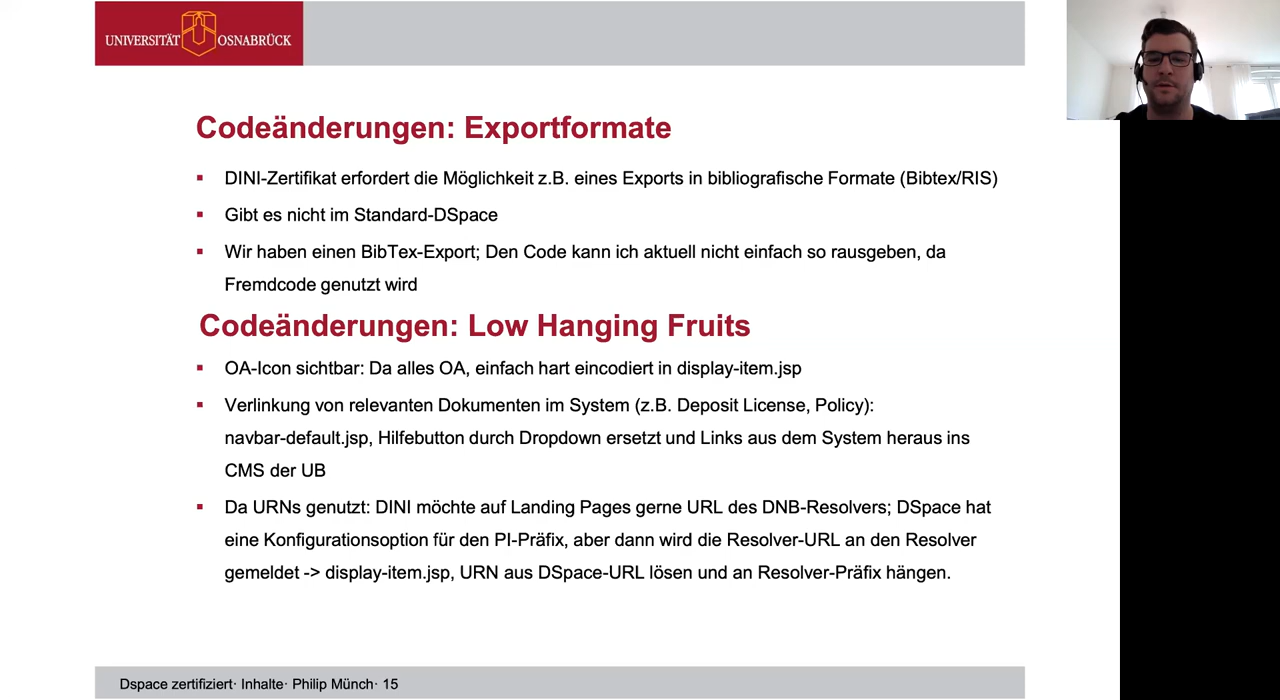 UNIVERSITÄT OSNABRÜCK
Codeänderungen: Exportformate
▪ DINI-Zertifikat erfordert die Möglichkeit z.B. eines Exports in bibliografische Formate (Bibtex/RIS)
▪ Gibt es nicht im Standard-DSpace
▪ Wir haben einen BibTex-Export; Den Code kann ich aktuell nicht einfach so rausgeben, da
Fremdcode genutzt wird
Codeänderungen: Low Hanging Fruits
▪ OA-Icon sichtbar: Da alles OA, einfach hart eincodiert in display-item.jsp
▪ Verlinkung von relevanten Dokumenten im System (z.B. Deposit License, Policy):
navbar-default.jsp, Hilfebutton durch Dropdown ersetzt und Links aus dem System heraus ins
CMS der UB
▪ Da URNs genutzt: DINI möchte auf Landing Pages gerne URL des DNB-Resolvers; DSpace hat
eine Konfigurationsoption für den PI-Präfix, aber dann wird die Resolver-URL an den Resolver
gemeldet -> display-item.jsp, URN aus DSpace-URL lösen und an Resolver-Präfix hängen.
Dspace zertifiziert· Inhalte· Philip Münch· 15